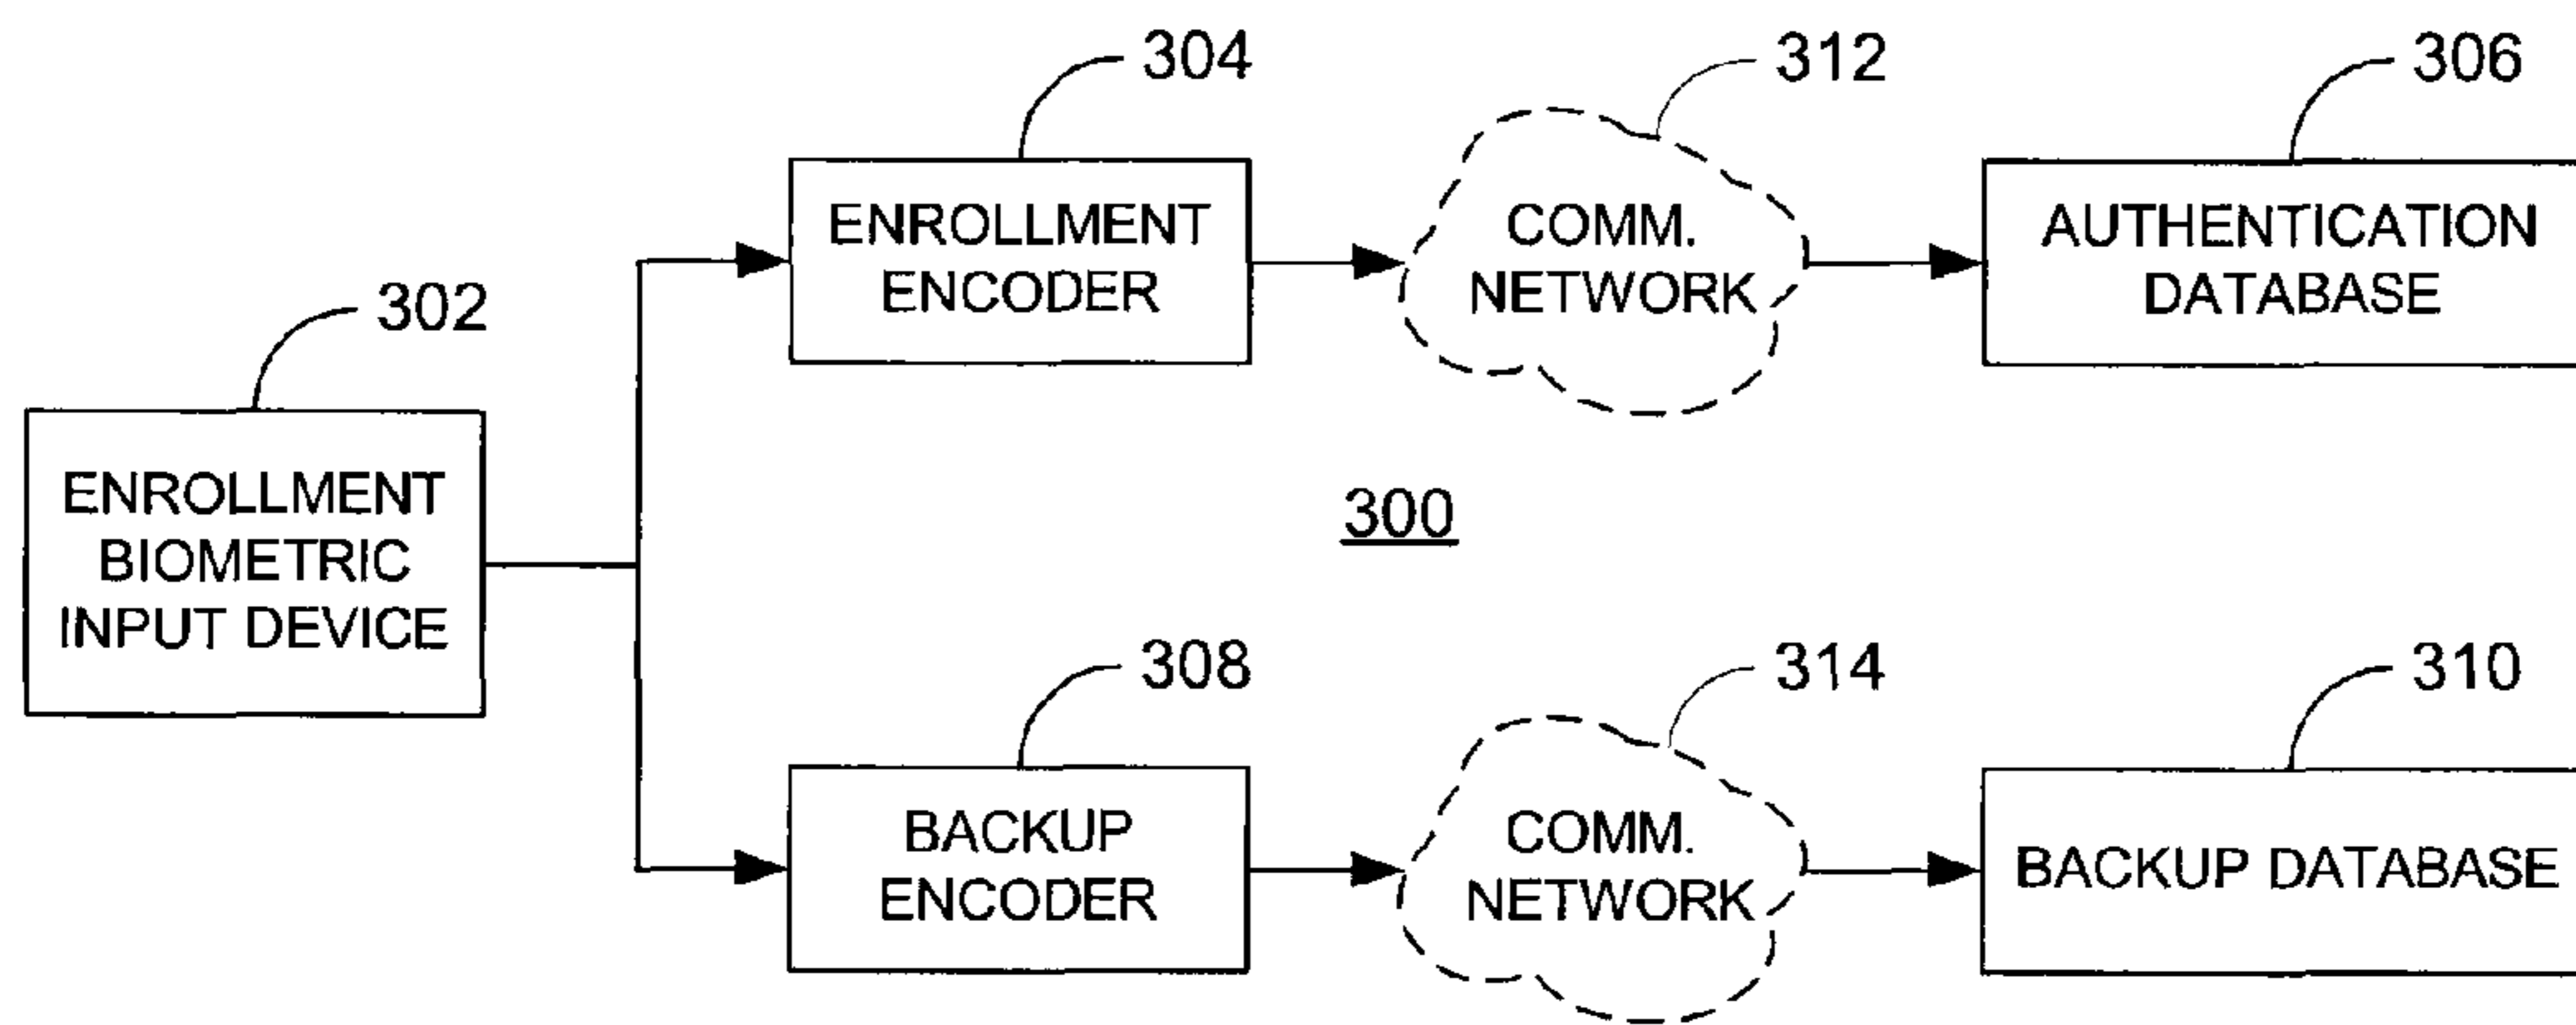 304
312
306
ENROLLMENT
ENCODER
COMM.
NETWORK
AUTHENTICATION
DATABASE
302
ENROLLMENT
BIOMETRIC
INPUT DEVICE
300
308
314
310
BACKUP
ENCODER
COMM.
NETWORK
BACKUP DATABASE